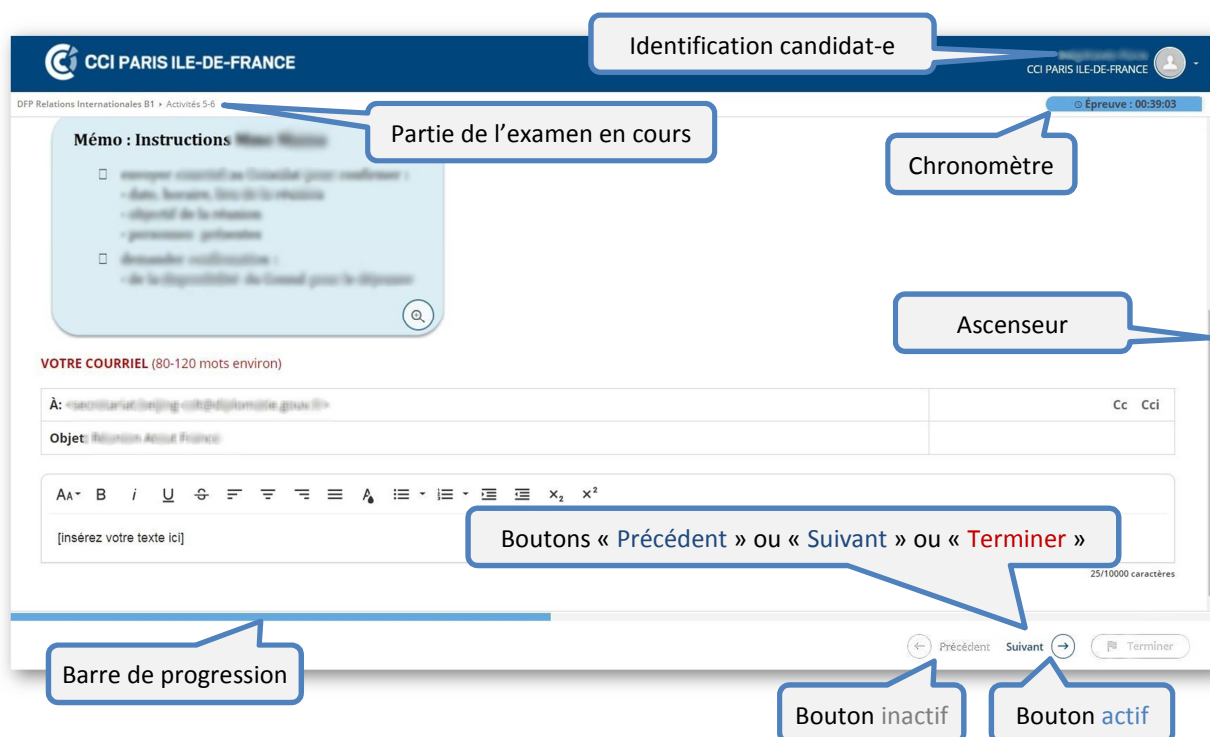 Identification candidat-e
CCI PARIS ILE-DE-FRANCE
CCI PARIS ILE-DE-FRANCE
DFP Relations Internationales B1 › Activités 5-6
Épreuve : 00:39:03
Partie de l'examen en cours
Chronomètre
Mémo : Instructions
Ascenseur
VOTRE COURRIEL (80-120 mots environ)
À:
Cc Cci
Objet:
AA B i U S A x₂ x²
[insérez votre texte ici]
Boutons « Précédent » ou « Suivant » ou « Terminer »
25/10000 caractères
Précédent Suivant Terminer
Barre de progression
Bouton inactif
Bouton actif